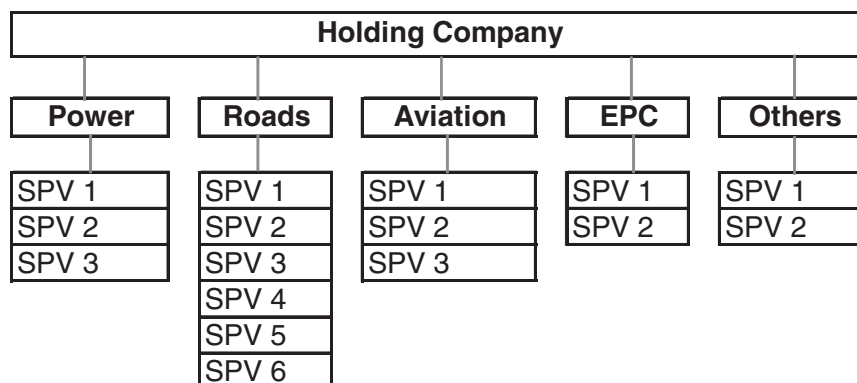 Holding Company
Power Roads Aviation EPC Others
SPV 1 SPV 1 SPV 1 SPV 1 SPV 1
SPV 2 SPV 2 SPV 2 SPV 2 SPV 2
SPV 3 SPV 3 SPV 3
SPV 4
SPV 5
SPV 6